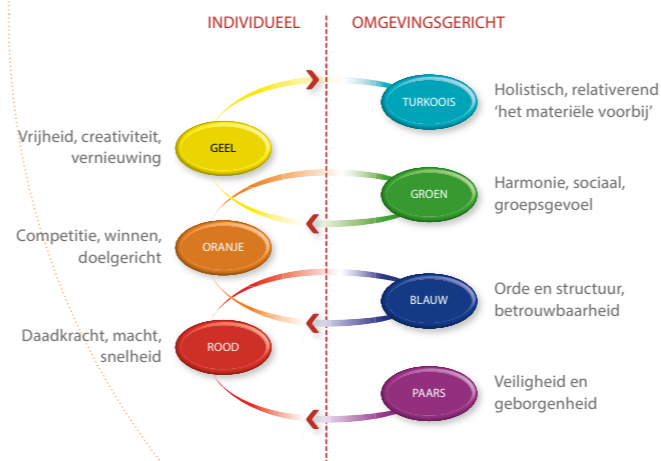 INDIVIDUEEL
OMGEVINGSGERICHT
TURKOOIS
Holistisch, relativerend
‘het materiële voorbij’
Vrijheid, creativiteit,
vernieuwing
GEEL
GROEN
Harmonie, sociaal,
groepsgevoel
Competitie, winnen,
doelgericht
ORANJE
BLAUW
Orde en structuur,
betrouwbaarheid
Daadkracht, macht,
snelheid
ROOD
PAARS
Veiligheid en
geborgenheid